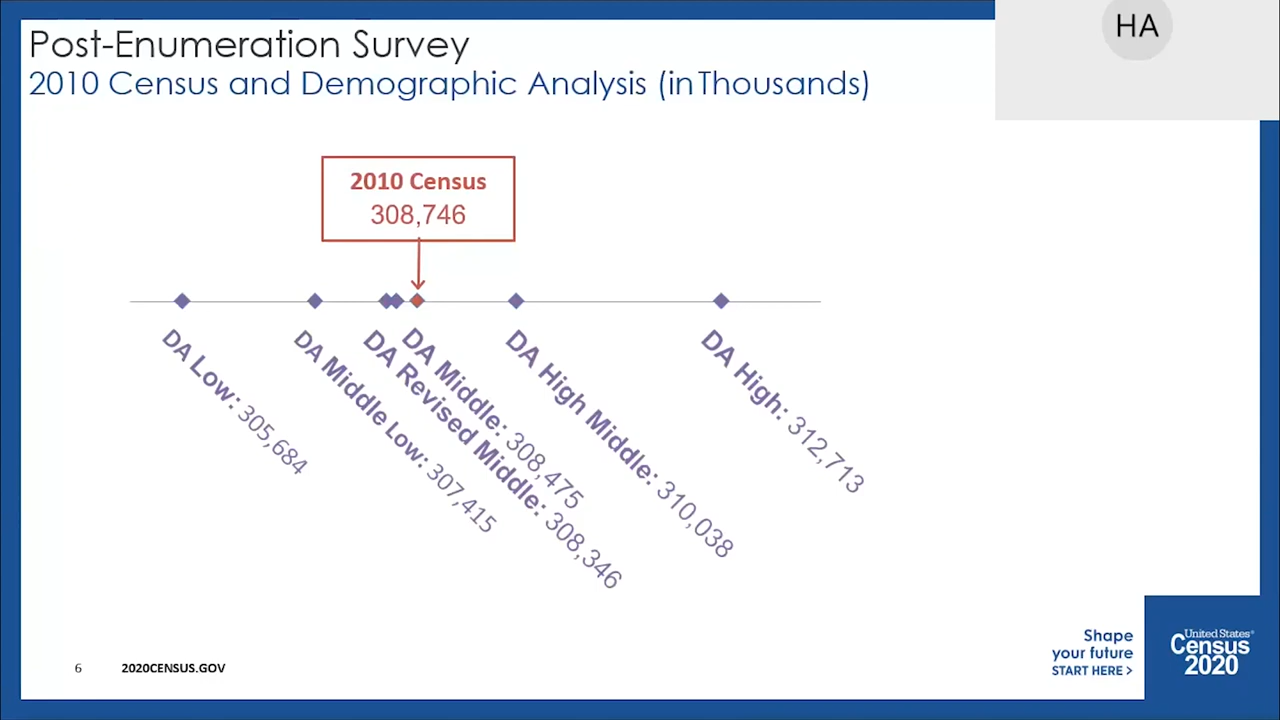 Post-Enumeration Survey
2010 Census and Demographic Analysis (in Thousands)
HA
2010 Census
308,746
DA Low: 305,684
DA Middle Low: 307,415
DA Revised Middle: 308,346
DA Middle: 308,475
DA High Middle: 310,038
DA High: 312,713
6
2020CENSUS.GOV
Shape
your future
START HERE >
United States®
Census
2020